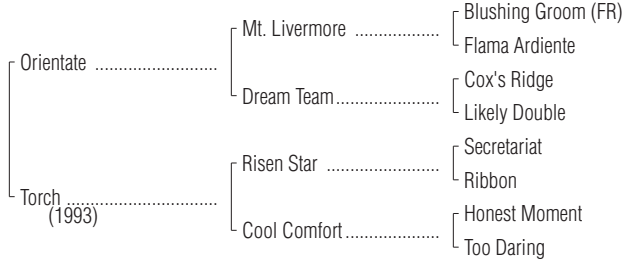 Blushing Groom (FR)
Mt. Livermore ....................
Flama Ardiente
Orientate .............................
Cox's Ridge
Dream Team.........................
Likely Double
Secretariat
Risen Star ...........................
Ribbon
Torch ....................................
(1993)
Honest Moment
Cool Comfort......................
Too Daring